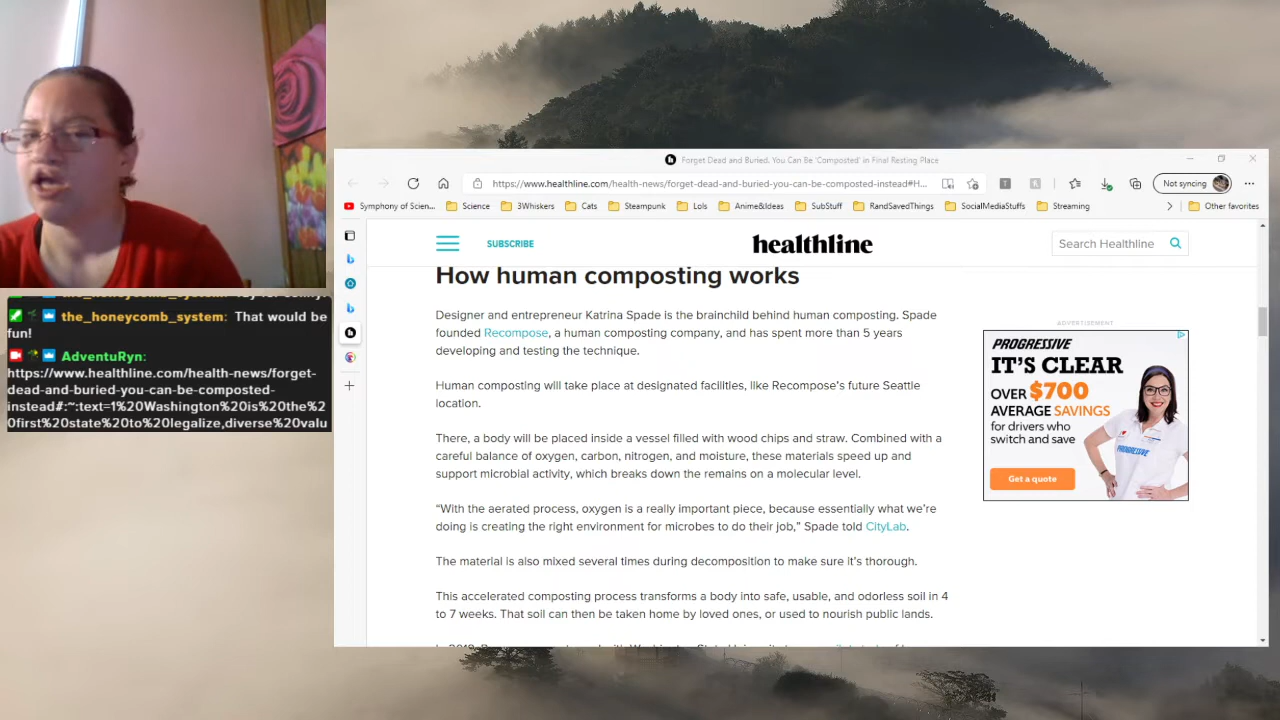 the_honeycomb_system: That would be
fun!
AdventuRyn:
https://www.healthline.com/health-news/forget-
dead-and-buried-you-can-be-composted-
instead#:~:text=1%20Washington%20is%20the%2
0first%20state%20to%20legalize,diverse%20valu
Forget Dead and Buried. You Can Be 'Composted' in Final Resting Place
https://www.healthline.com/health-news/forget-dead-and-buried-you-can-be-composted-instead#H...
Not syncing
Symphony of Scien...
Science
3Whiskers
Cats
Steampunk
Lols
Anime&Ideas
SubStuff
RandSavedThings
SocialMediaStuffs
Streaming
Other favorites
SUBSCRIBE
healthline
Search Healthline
How human composting works
Designer and entrepreneur Katrina Spade is the brainchild behind human composting. Spade
founded Recompose, a human composting company, and has spent more than 5 years
developing and testing the technique.
Human composting will take place at designated facilities, like Recompose's future Seattle
location.
There, a body will be placed inside a vessel filled with wood chips and straw. Combined with a
careful balance of oxygen, carbon, nitrogen, and moisture, these materials speed up and
support microbial activity, which breaks down the remains on a molecular level.
“With the aerated process, oxygen is a really important piece, because essentially what we're
doing is creating the right environment for microbes to do their job,” Spade told CityLab.
The material is also mixed several times during decomposition to make sure it's thorough.
This accelerated composting process transforms a body into safe, usable, and odorless soil in 4
to 7 weeks. That soil can then be taken home by loved ones, or used to nourish public lands.
ADVERTISEMENT
PROGRESSIVE
IT'S CLEAR
OVER $700
AVERAGE SAVINGS
for drivers who
switch and save
Get a quote
PROGRESSIVE